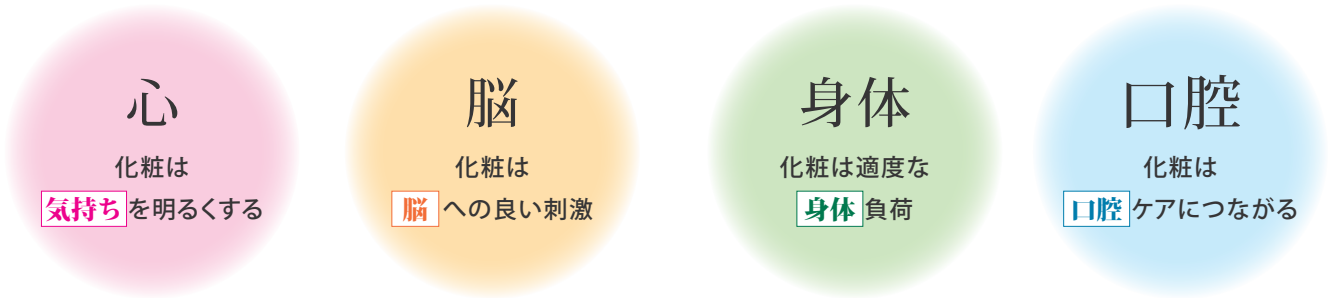 心
化粧は
気持ちを明るくする
脳
化粧は
脳への良い刺激
身体
化粧は適度な
身体負荷
口腔
化粧は
口腔ケアにつながる